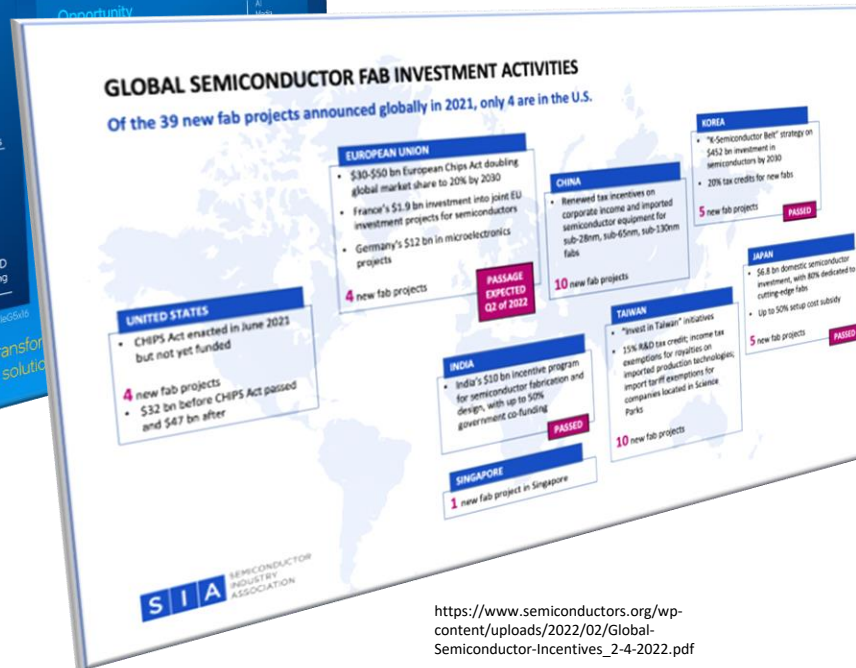 Opportunity
AI
Media
GLOBAL SEMICONDUCTOR FAB INVESTMENT ACTIVITIES
Of the 39 new fab projects announced globally in 2021, only 4 are in the U.S.
UNITED STATES
• CHIPS Act enacted in June 2021
but not yet funded
4 new fab projects
• $32 bn before CHIPS Act passed
and $47 bn after
EUROPEAN UNION
• $30-$50 bn European Chips Act doubling
global market share to 20% by 2030
• France's $1.9 bn investment into joint EU
investment projects for semiconductors
• Germany's $12 bn in microelectronics
projects
4 new fab projects
PASSAGE
EXPECTED
Q2 of 2022
CHINA
• Renewed tax incentives on
corporate income and imported
semiconductor equipment for
sub-28nm, sub-65nm, sub-130nm
fabs
10 new fab projects
KOREA
• "K-Semiconductor Belt" strategy on
$452 bn investment in
semiconductors by 2030
• 20% tax credits for new fabs
5 new fab projects
PASSED
JAPAN
• $6.8 bn domestic semiconductor
investment, with 80% dedicated to
cutting-edge fabs
• Up to 50% setup cost subsidy
5 new fab projects
PASSED
INDIA
• India's $10 bn incentive program
for semiconductor fabrication and
design, with up to 50%
government co-funding
PASSED
TAIWAN
• "Invest in Taiwan" initiatives
• 15% R&D tax credit; income tax
exemptions for royalties on
imported production technologies;
import tariff exemptions for
companies located in Science
Parks
10 new fab projects
SINGAPORE
1 new fab project in Singapore
SIA
SEMICONDUCTOR
INDUSTRY
ASSOCIATION
https://www.semiconductors.org/wp-
content/uploads/2022/02/Global-
Semiconductor-Incentives_2-4-2022.pdf